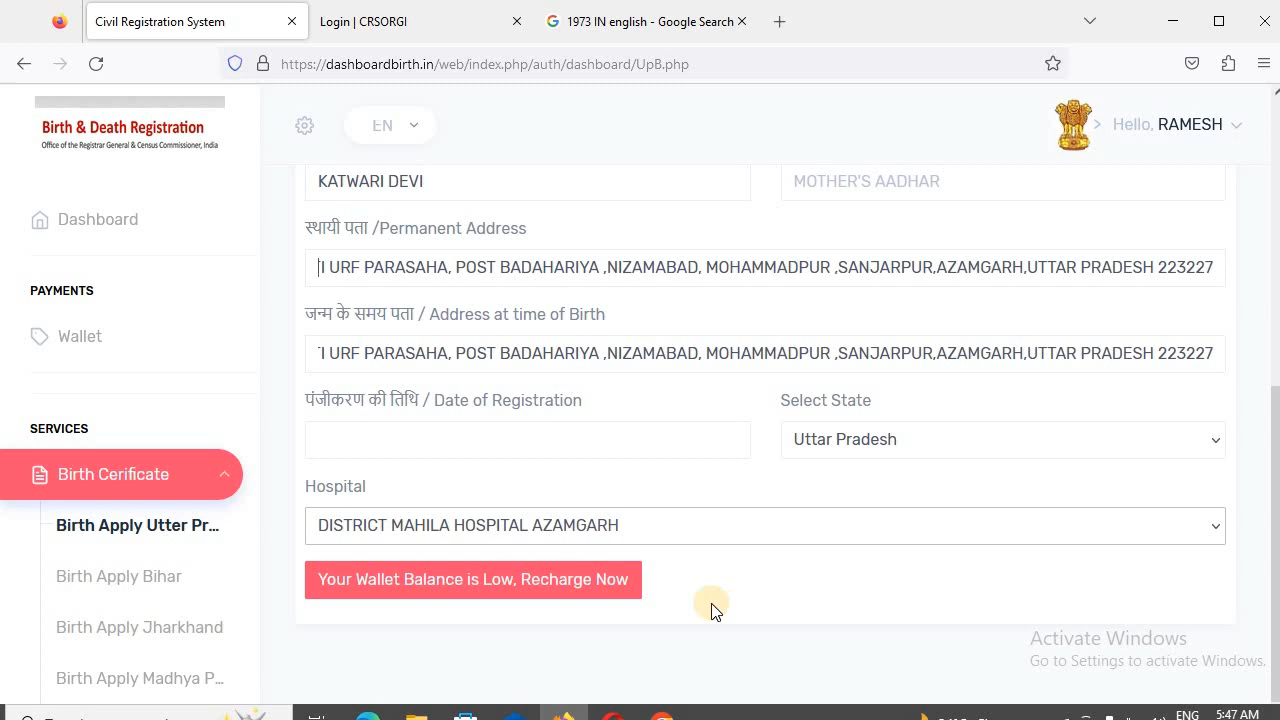 Civil Registration System
Login | CRSORGI
1973 IN english - Google Search
https://dashboardbirth.in/web/index.php/auth/dashboard/UpB.php
Birth & Death Registration
Office of the Registrar General & Census Commissioner, India
EN
Hello, RAMESH
Dashboard
PAYMENTS
Wallet
SERVICES
Birth Cerificate
Birth Apply Utter Pr...
Birth Apply Bihar
Birth Apply Jharkhand
Birth Apply Madhya P...
KATWARI DEVI
MOTHER'S AADHAR
स्थायी पता /Permanent Address
I URF PARASAHA, POST BADAHARIYA ,NIZAMABAD, MOHAMMADPUR ,SANJARPUR,AZAMGARH,UTTAR PRADESH 223227
जन्म के समय पता / Address at time of Birth
I URF PARASAHA, POST BADAHARIYA ,NIZAMABAD, MOHAMMADPUR ,SANJARPUR,AZAMGARH,UTTAR PRADESH 223227
पंजीकरण की तिथि / Date of Registration
Select State
Uttar Pradesh
Hospital
DISTRICT MAHILA HOSPITAL AZAMGARH
Your Wallet Balance is Low, Recharge Now
Activate Windows
Go to Settings to activate Windows.
ENG
5:47 AM